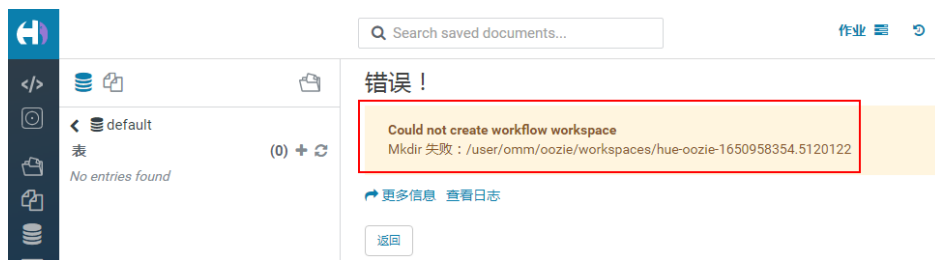 Search saved documents...
作业
错误！
default
表
(0)
No entries found
Could not create workflow workspace
Mkdir 失败：/user/omm/oozie/workspaces/hue-oozie-1650958354.5120122
更多信息 查看日志
返回